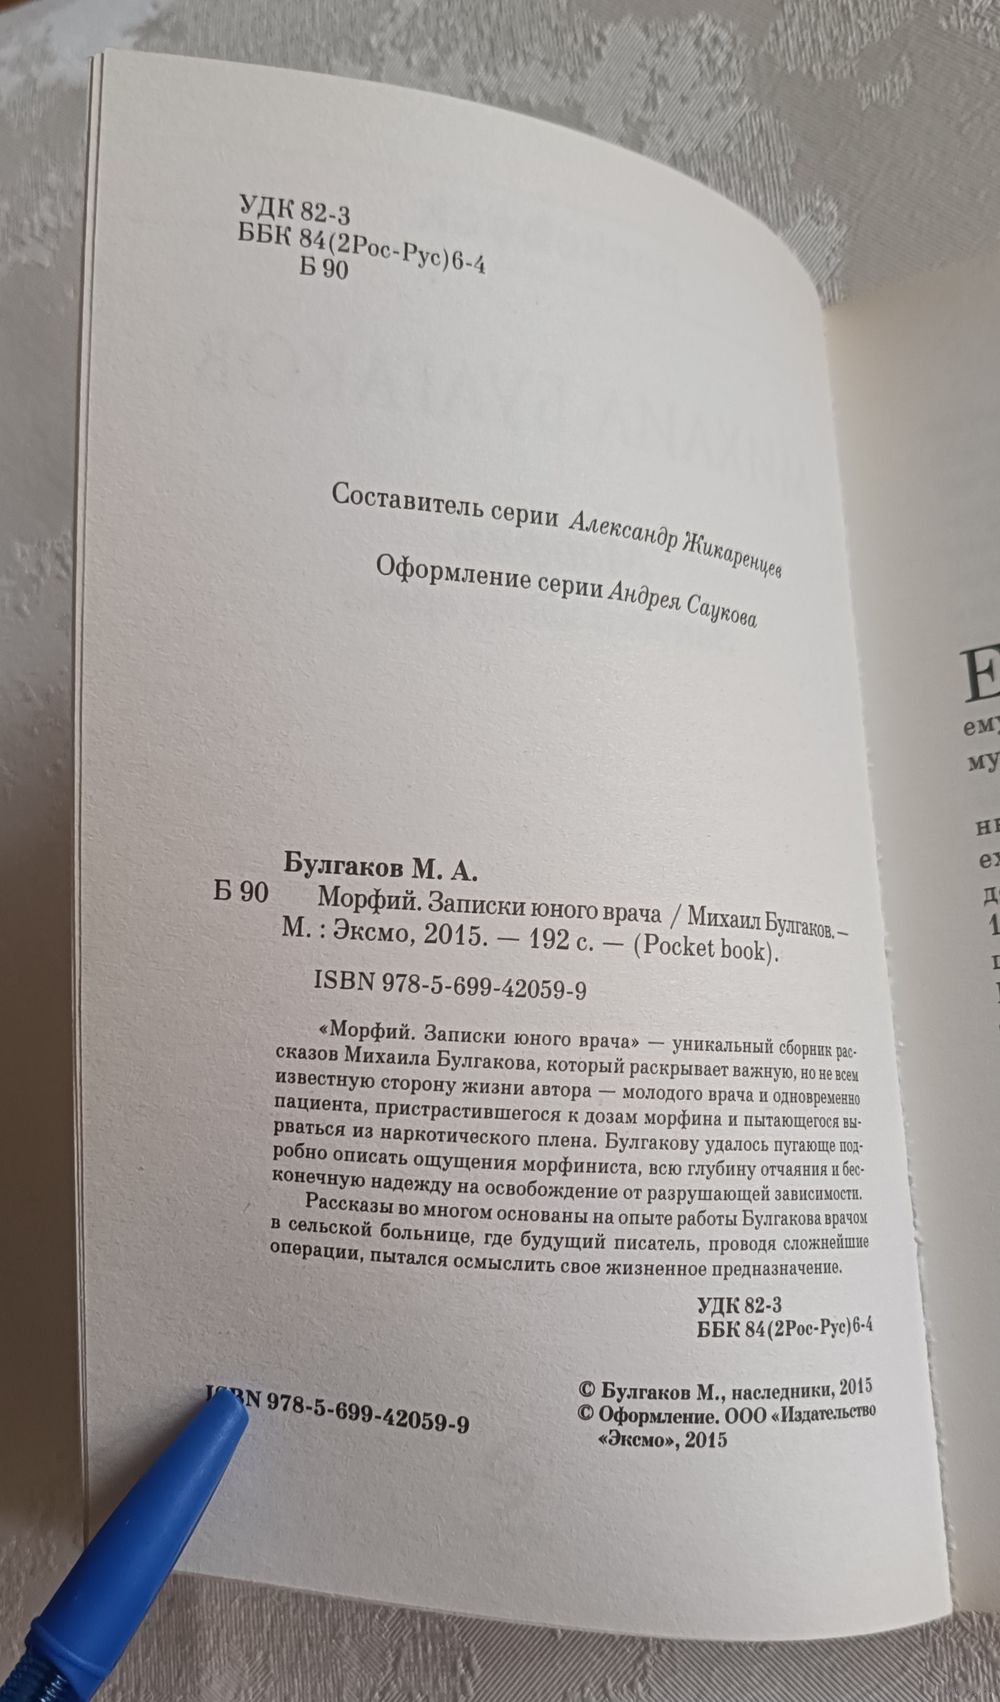 УДК 82-3
ББК 84(2Рос-Рус)6-4
Б 90
Составитель серии Александр Жикаренцев
Оформление серии Андрея Саукова
Булгаков М. А.
Б 90 Морфий. Записки юного врача / Михаил Булгаков. –
М. : Эксмо, 2015. — 192 с. — (Pocket book).
ISBN 978-5-699-42059-9
«Морфий. Записки юного врача» — уникальный сборник рас-
сказов Михаила Булгакова, который раскрывает важную, но не всем
известную сторону жизни автора — молодого врача и одновременно
пациента, пристрастившегося к дозам морфина и пытающегося вы-
рваться из наркотического плена. Булгакову удалось пугающе под-
робно описать ощущения морфиниста, всю глубину отчаяния и бес-
конечную надежду на освобождение от разрушающей зависимости.
Рассказы во многом основаны на опыте работы Булгакова врачом
в сельской больнице, где будущий писатель, проводя сложнейшие
операции, пытался осмыслить свое жизненное предназначение.
УДК 82-3
ББК 84(2Рос-Рус)6-4
ISBN 978-5-699-42059-9
© Булгаков М., наследники, 2015
© Оформление. ООО «Издательство
«Эксмо», 2015
Е
ему
му